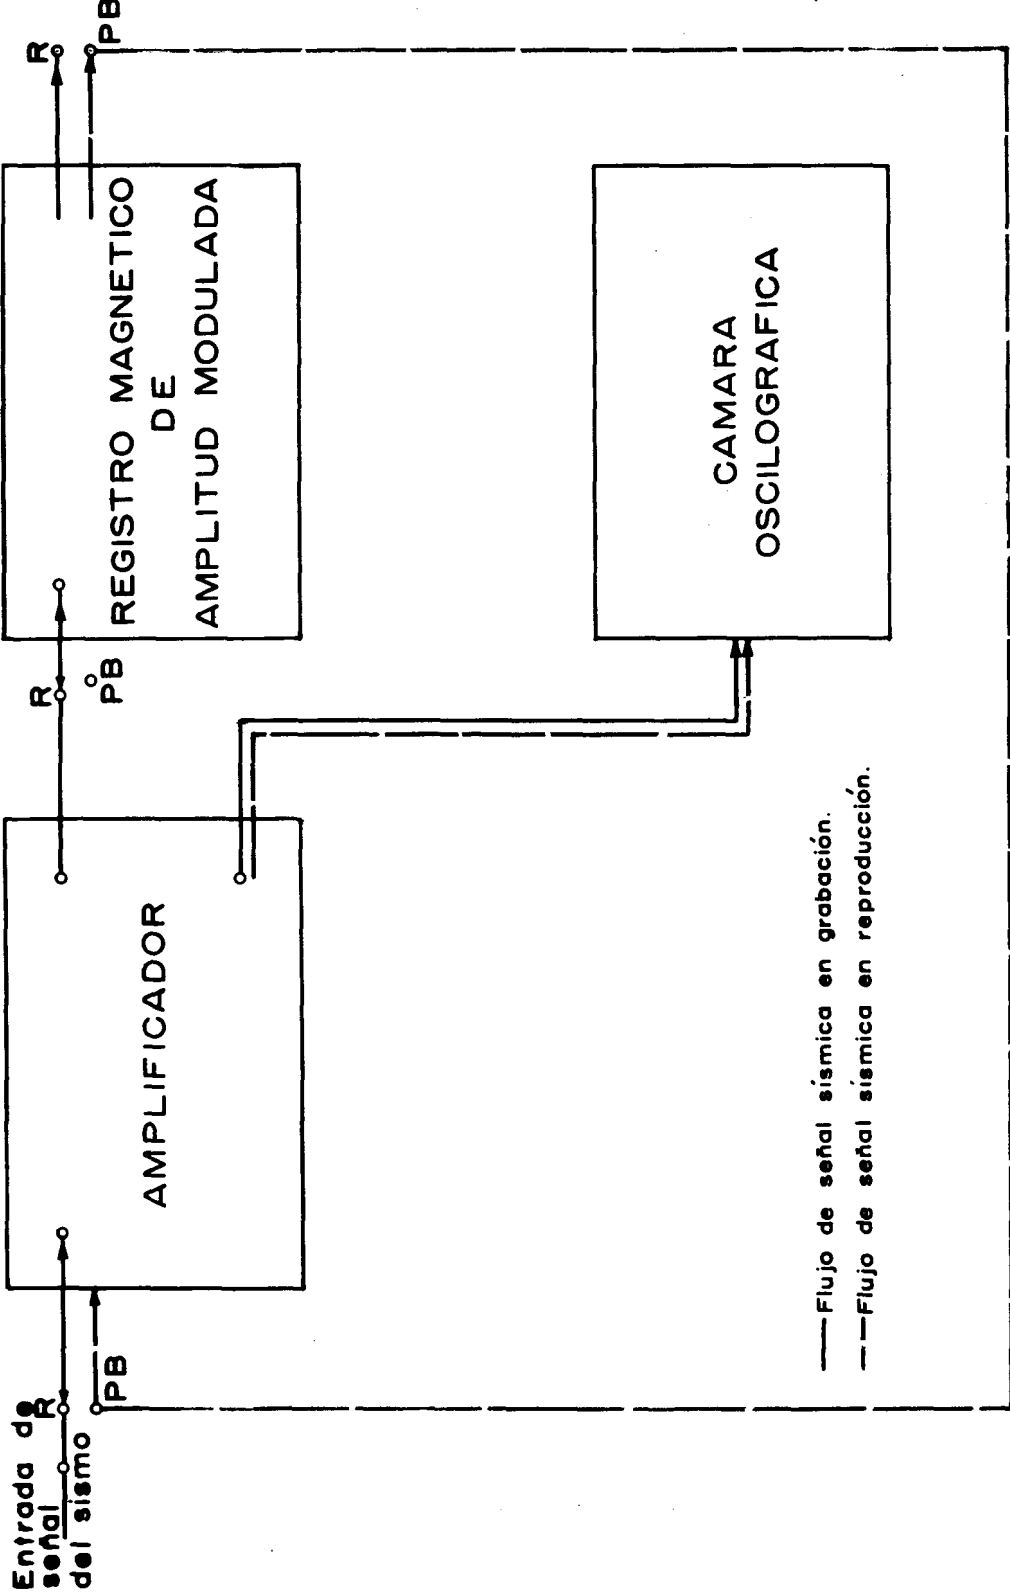 Entrada de
señal
del sismo
R
PB
AMPLIFICADOR
R
PB
REGISTRO MAGNETICO
DE
AMPLITUD MODULADA
R
PB
CAMARA
OSCILOGRAFICA
Flujo de señal sísmica en grabación.
Flujo de señal sísmica en reproducción.